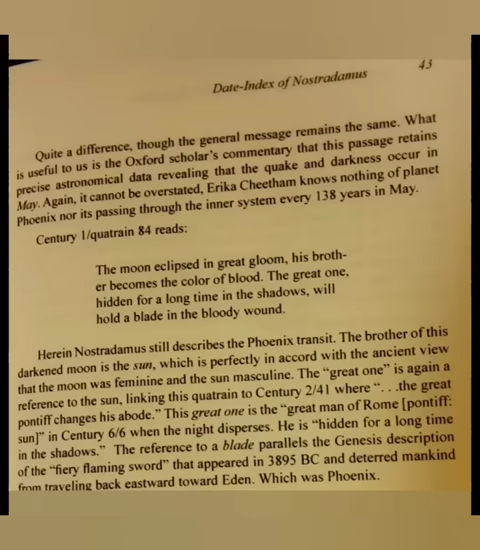 43
Date-Index of Nostradamus
Quite a difference, though the general message remains the same. What
is useful to us is the Oxford scholar's commentary that this passage retains
precise astronomical data revealing that the quake and darkness occur in
May. Again, it cannot be overstated, Erika Cheetham knows nothing of planet
Phoenix nor its passing through the inner system every 138 years in May.
Century 1/quatrain 84 reads:
The moon eclipsed in great gloom, his broth-
er becomes the color of blood. The great one,
hidden for a long time in the shadows, will
hold a blade in the bloody wound.
Herein Nostradamus still describes the Phoenix transit. The brother of this
darkened moon is the sun, which is perfectly in accord with the ancient view
that the moon was feminine and the sun masculine. The "great one" is again a
reference to the sun, linking this quatrain to Century 2/41 where ". . .the great
pontiff changes his abode." This great one is the "great man of Rome [pontiff:
sun]" in Century 6/6 when the night disperses. He is "hidden for a long time
in the shadows." The reference to a blade parallels the Genesis description
of the "fiery flaming sword" that appeared in 3895 BC and deterred mankind
from traveling back eastward toward Eden. Which was Phoenix.